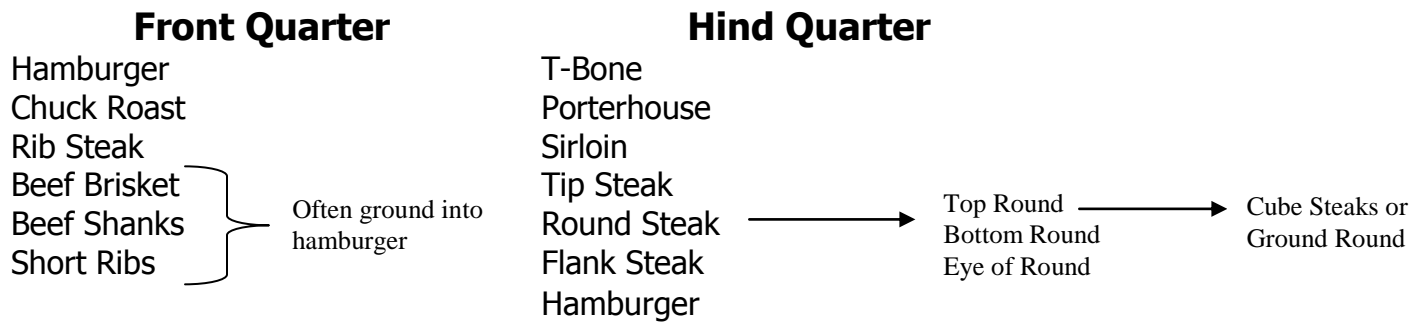 Front Quarter
Hamburger
Chuck Roast
Rib Steak
Beef Brisket
Beef Shanks
Short Ribs
Often ground into
hamburger
Hind Quarter
T-Bone
Porterhouse
Sirloin
Tip Steak
Round Steak
Flank Steak
Hamburger
Top Round
Bottom Round
Eye of Round
Cube Steaks or
Ground Round